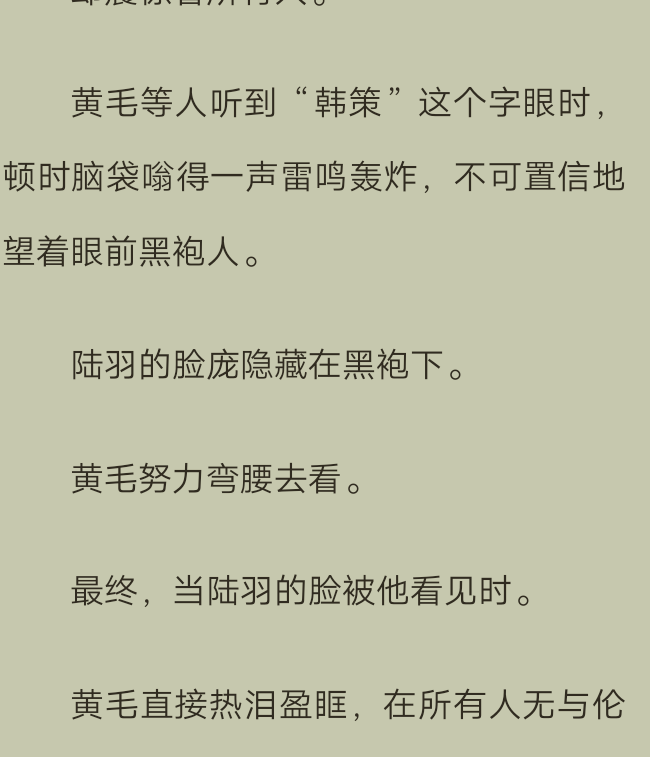 黄毛等人听到“韩策”这个字眼时，
顿时脑袋嗡得一声雷鸣轰炸，不可置信地
望着眼前黑袍人。
陆羽的脸庞隐藏在黑袍下。
黄毛努力弯腰去看。
最终，当陆羽的脸被他看见时。
黄毛直接热泪盈眶，在所有人无与伦